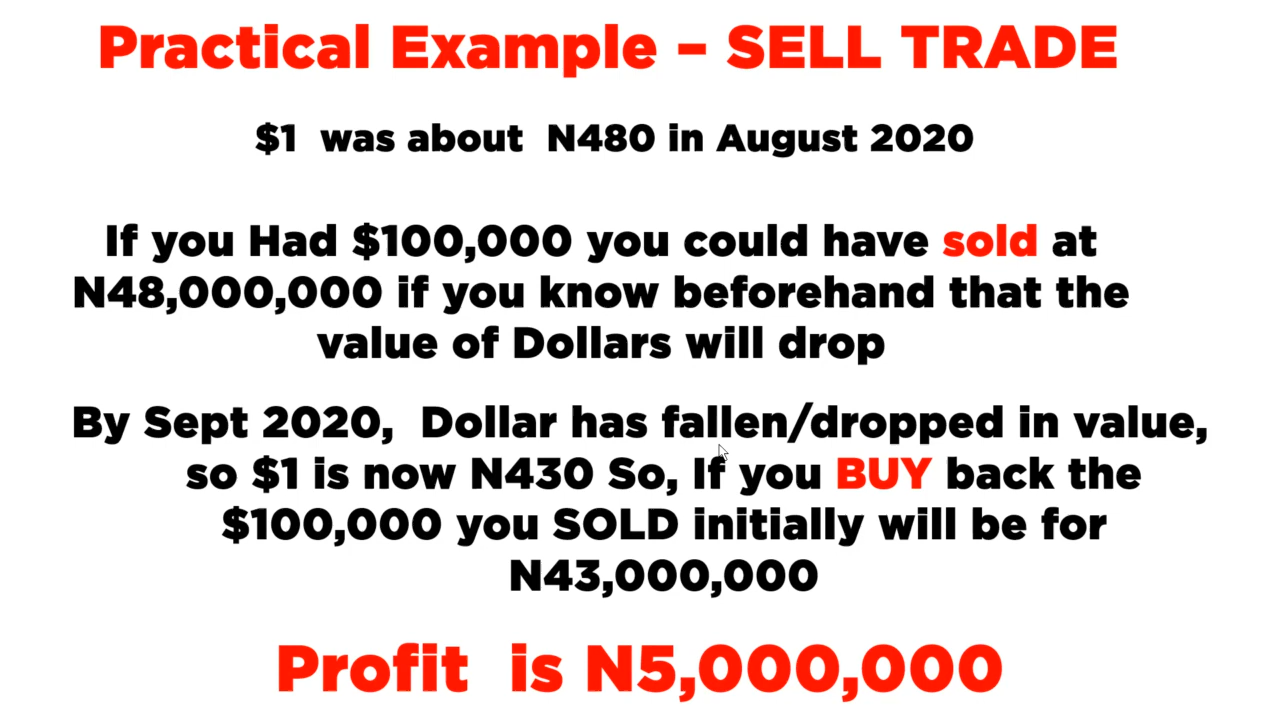 Practical Example – SELL TRADE
$1 was about N480 in August 2020
If you Had $100,000 you could have sold at
N48,000,000 if you know beforehand that the
value of Dollars will drop
By Sept 2020, Dollar has fallen/dropped in value,
so $1 is now N430 So, If you BUY back the
$100,000 you SOLD initially will be for
N43,000,000
Profit is N5,000,000